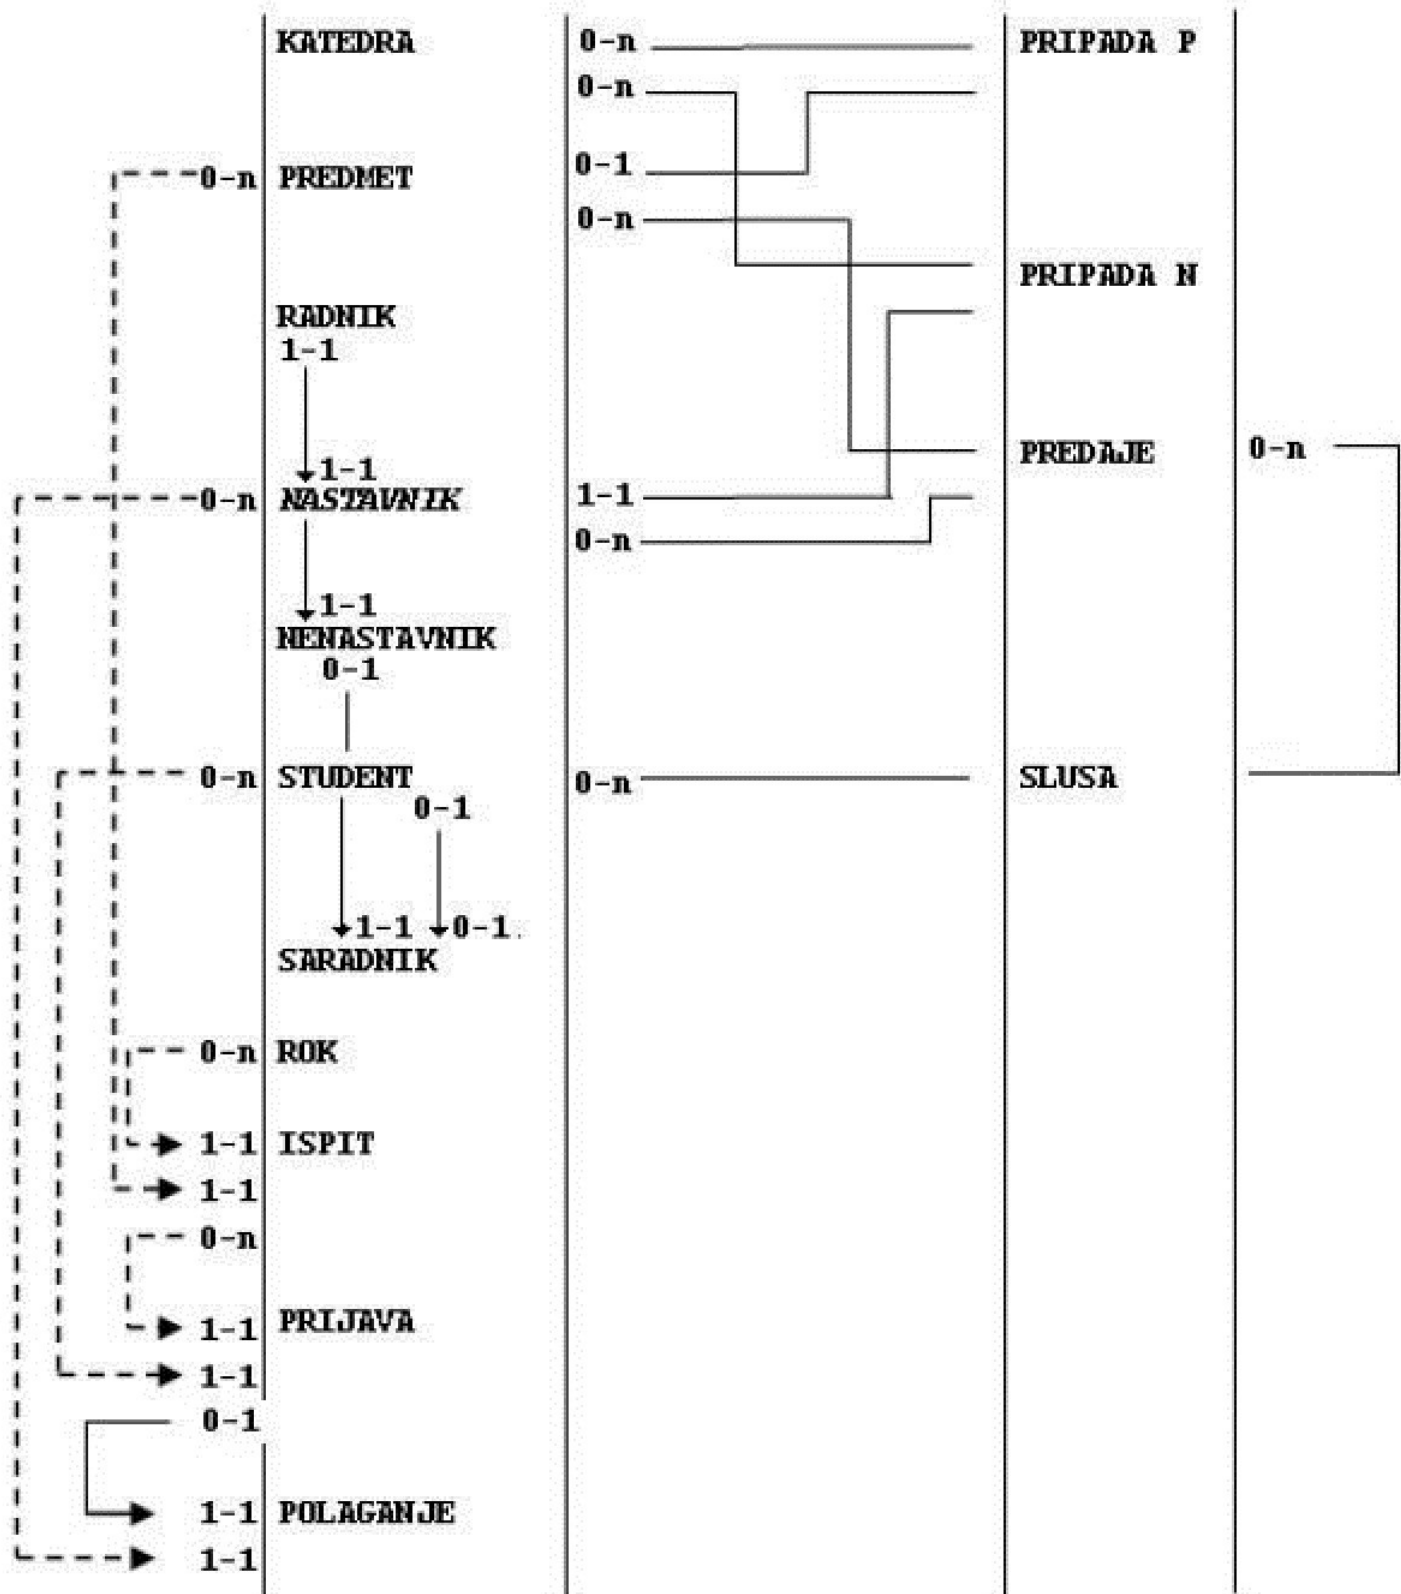 KATEDRA 0-n PRIPADA P
0-n
0-1
0-n PREDMET
0-n
PRIPADA N
RADNIK
1-1
PREDAJE 0-n
1-1
0-n NASTAVNIK 1-1
0-n
1-1
NENASTAVNIK
0-1
0-n STUDENT 0-n SLUSA
0-1
1-1 0-1.
SARADNIK
0-n ROK
1-1 ISPIT
1-1
0-n
1-1 PRIJAVA
1-1
0-1
1-1 POLAGANJE
1-1